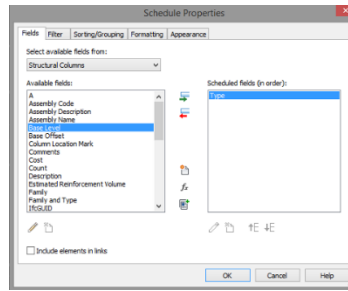 Schedule Properties
Fields Filter Sorting/Grouping Formatting Appearance
Select available fields from:
Structural Columns
Available fields:
Scheduled fields (in order):
A
Assembly Code
Assembly Description
Assembly Name
Base Level
Base Offset
Column Location Mark
Comments
Cost
Count
Description
Estimated Reinforcement Volume
Family
Family and Type
IfcGUID
Type
fx
Include elements in links
OK Cancel Help